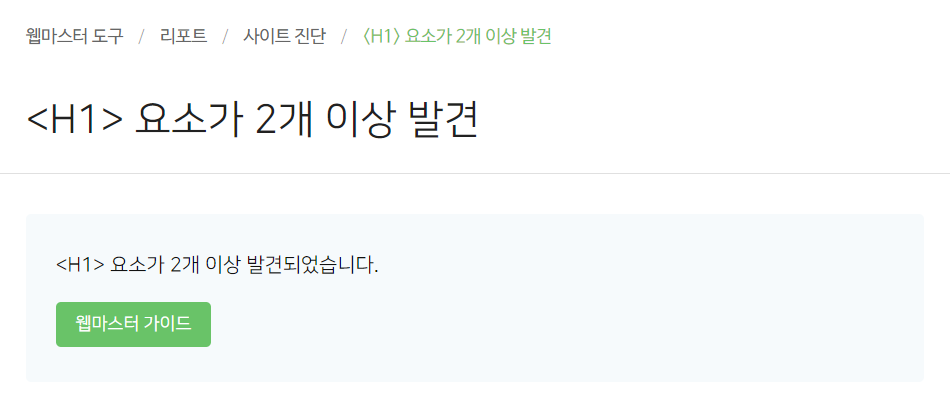 웹마스터 도구 / 리포트 / 사이트 진단 / <H1> 요소가 2개 이상 발견
<H1> 요소가 2개 이상 발견
<H1> 요소가 2개 이상 발견되었습니다.
웹마스터 가이드